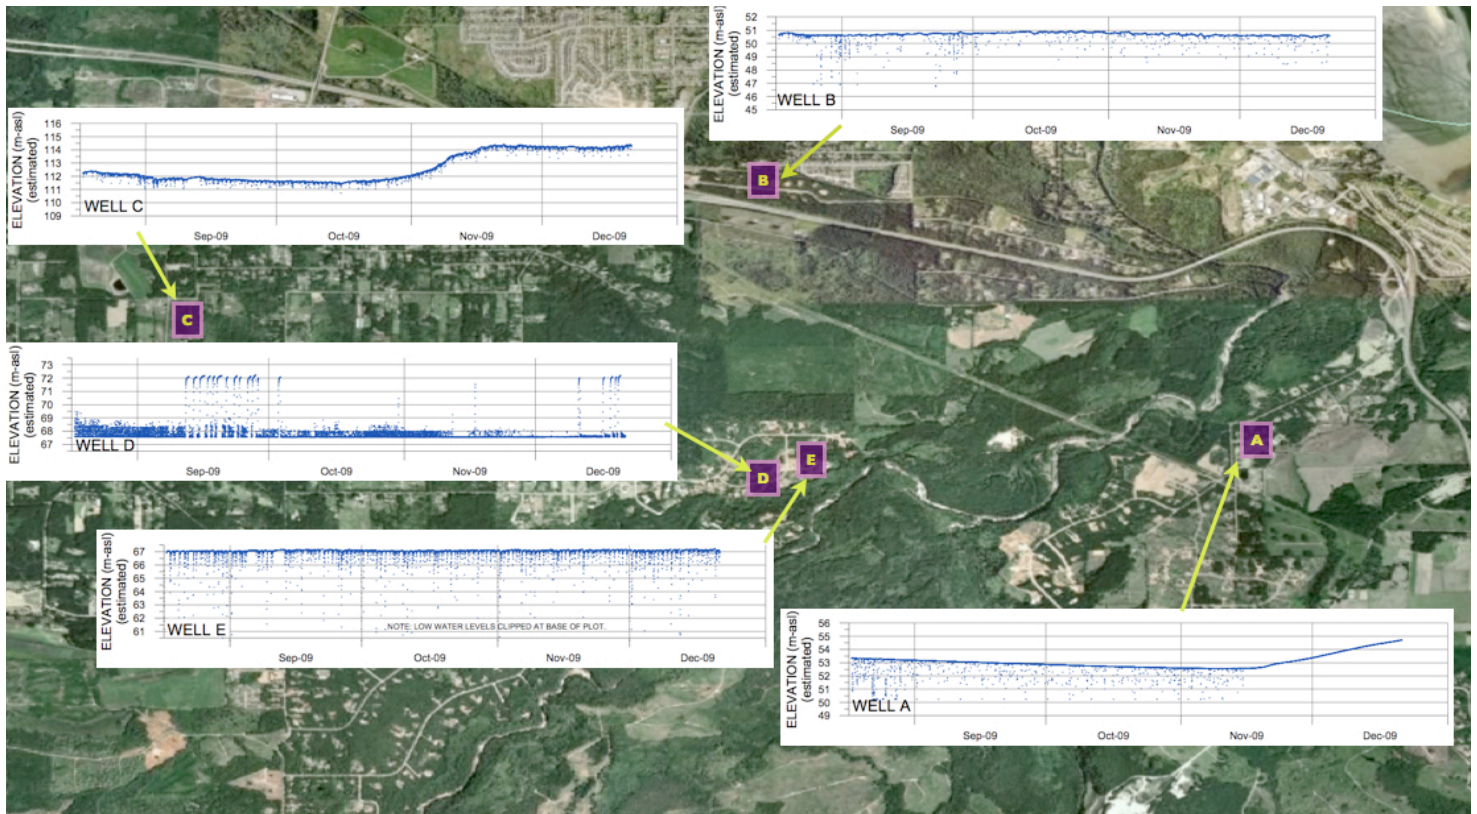 ELEVATION (m-asl)
(estimated)
52
51
50
49
48
47
46
45
WELL B
Sep-09
Oct-09
Nov-09
Dec-09
ELEVATION (m-asl)
(estimated)
116
114
113
112
110
109
WELL C
Sep-09
Oct-09
Nov-09
Dec-09
B
C
ELEVATION (m-asl)
(estimated)
73
72
71
70
69
68
67
WELL D
Sep-09
Oct-09
Nov-09
Dec-09
A
D
E
ELEVATION (m-asl)
(estimated)
67
66
65
64
63
62
61
WELL E
NOTE: LOW WATER LEVELS CLIPPED AT BASE OF PLOT.
Sep-09
Oct-09
Nov-09
Dec-09
ELEVATION (m-asl)
(estimated)
56
55
54
53
52
51
50
49
WELL A
Sep-09
Oct-09
Nov-09
Dec-09